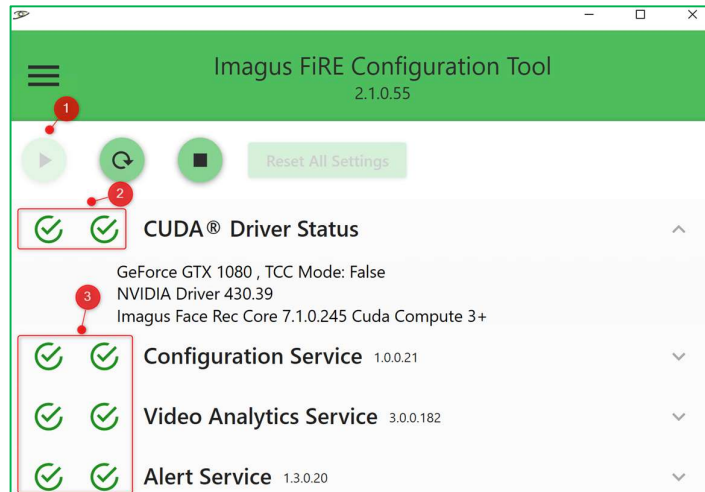 Imagus FiRE Configuration Tool
2.1.0.55
1
Reset All Settings
2
CUDA® Driver Status
GeForce GTX 1080 , TCC Mode: False
NVIDIA Driver 430.39
3
Imagus Face Rec Core 7.1.0.245 Cuda Compute 3+
Configuration Service 1.0.0.21
Video Analytics Service 3.0.0.182
Alert Service 1.3.0.20